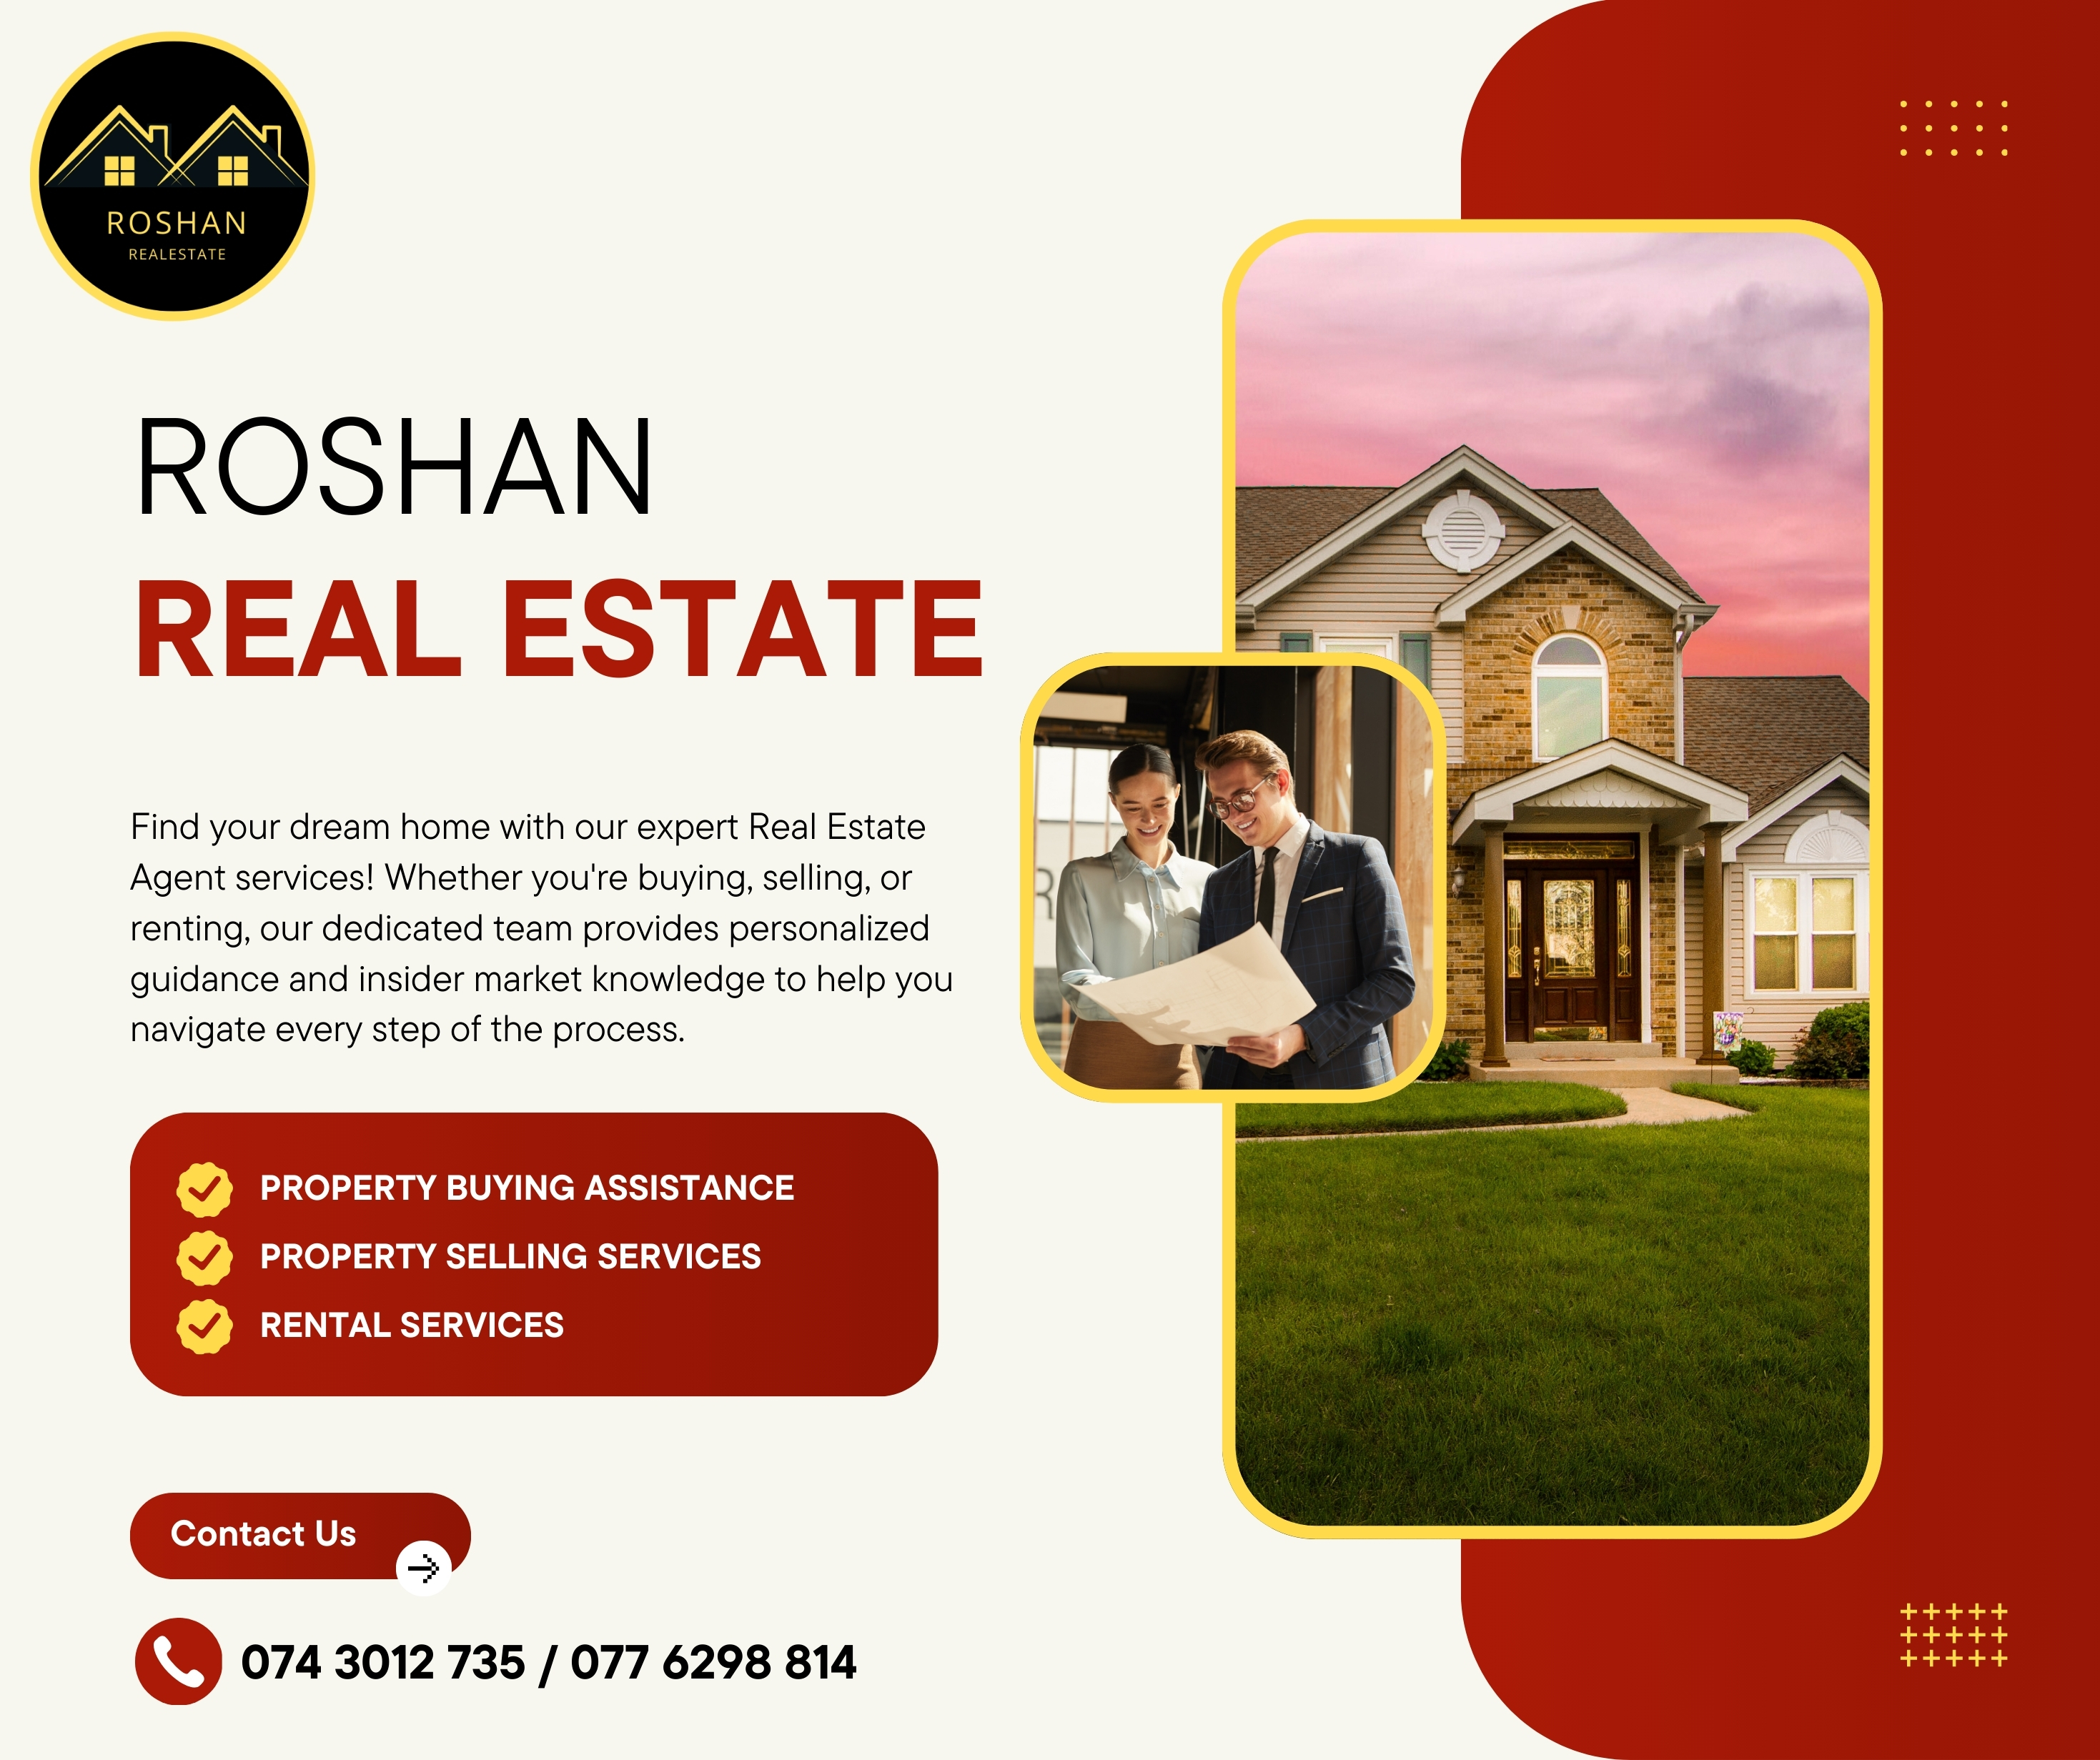 ROSHAN
REALESTATE
ROSHAN
REAL ESTATE
Find your dream home with our expert Real Estate
Agent services! Whether you're buying, selling, or
renting, our dedicated team provides personalized
guidance and insider market knowledge to help you
navigate every step of the process.
PROPERTY BUYING ASSISTANCE
PROPERTY SELLING SERVICES
RENTAL SERVICES
Contact Us
074 3012 735 / 077 6298 814